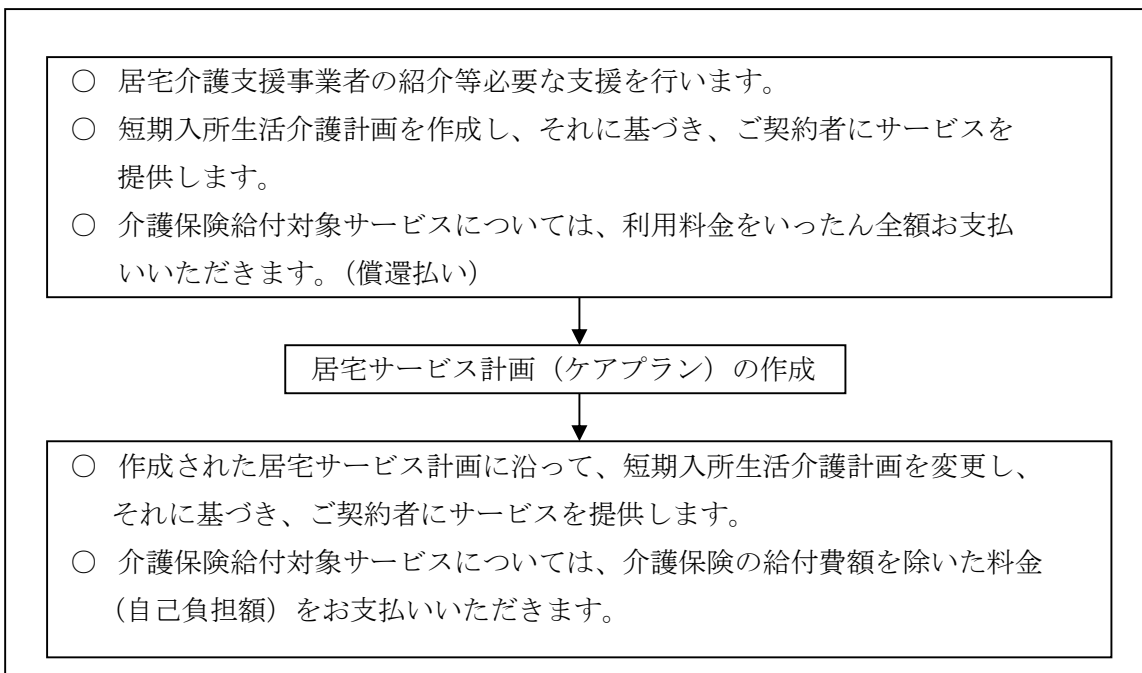 ○ 居宅介護支援事業者の紹介等必要な支援を行います。
○ 短期入所生活介護計画を作成し、それに基づき、ご契約者にサービスを
提供します。
○ 介護保険給付対象サービスについては、利用料金をいったん全額お支払
いいただきます。（償還払い）
居宅サービス計画（ケアプラン）の作成
○ 作成された居宅サービス計画に沿って、短期入所生活介護計画を変更し、
それに基づき、ご契約者にサービスを提供します。
○ 介護保険給付対象サービスについては、介護保険の給付費額を除いた料金
（自己負担額）をお支払いいただきます。